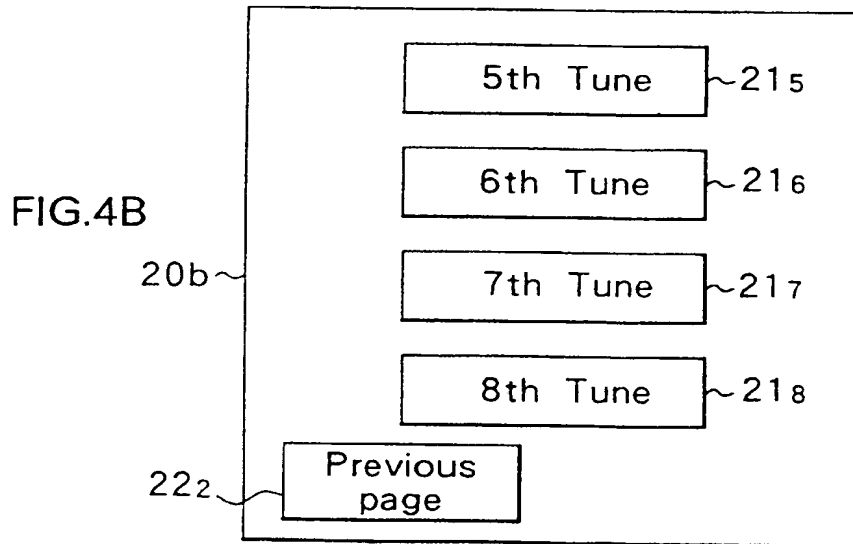 5th Tune 21₅
6th Tune 21₆
FIG.4B
20b
7th Tune 21₇
8th Tune 21₈
Previous
page
22₂